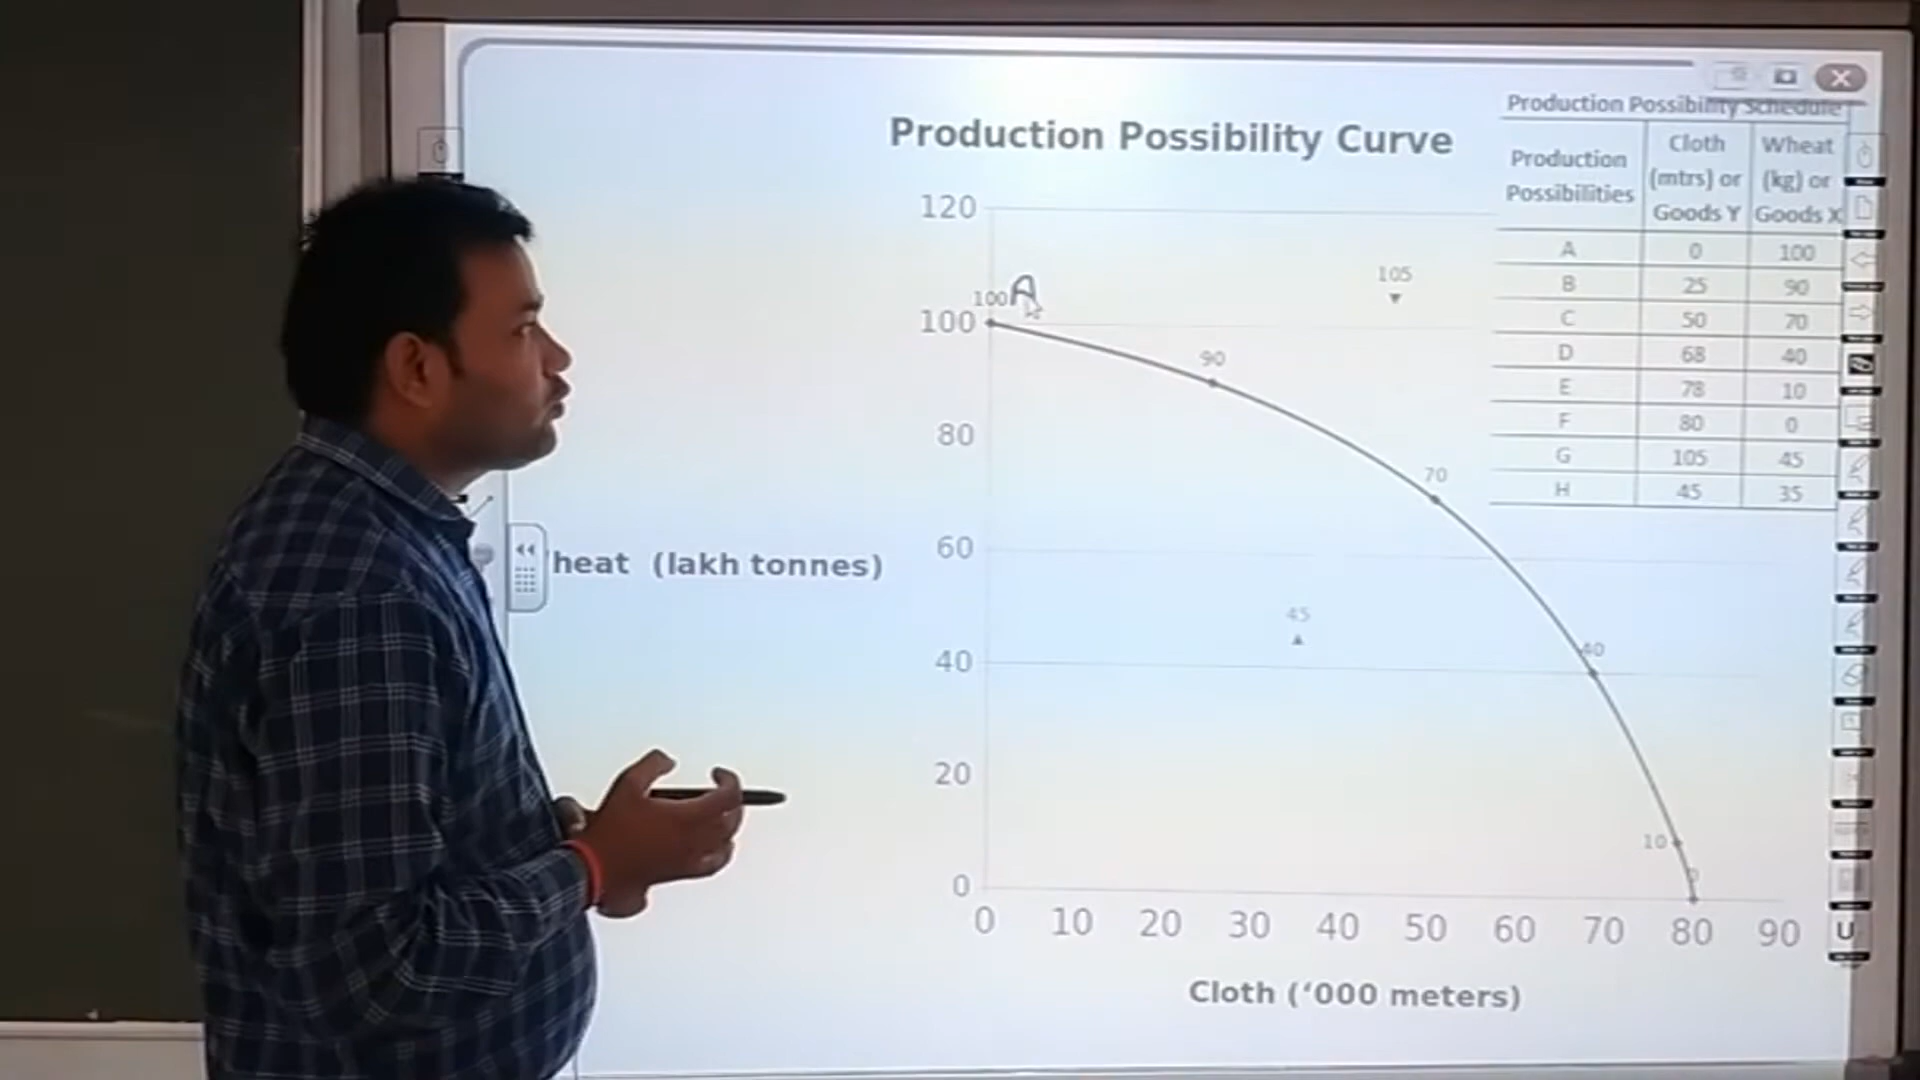 Production Possibility Curve
Production Possibility Schedule
Production Possibilities
Cloth (mtrs) or Goods Y
Wheat (kg) or Goods X
A 0 100
B 25 90
C 50 70
D 68 40
E 78 10
F 80 0
G 105 45
H 45 35
120
105
100 A
100
90
80
70
heat (lakh tonnes)
60
45
40
40
20
10
0
0
0 10 20 30 40 50 60 70 80 90
Cloth (‘000 meters)
U